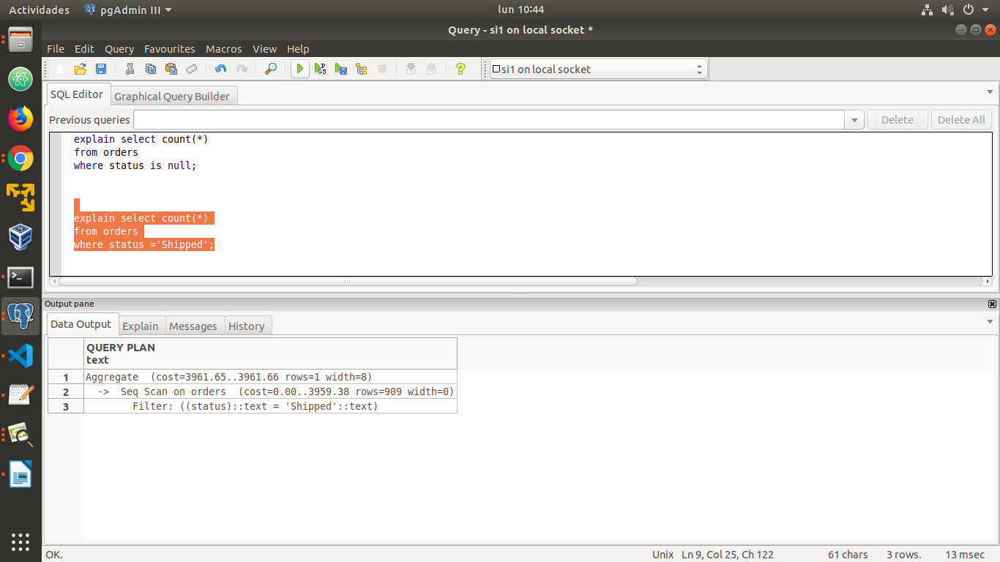 Actividades pgAdmin III lun 10:44
Query - si1 on local socket *
File Edit Query Favourites Macros View Help
si1 on local socket
SQL Editor Graphical Query Builder
Previous queries Delete Delete All
explain select count(*)
from orders
where status is null;
explain select count(*)
from orders
where status ='Shipped';
Output pane
Data Output Explain Messages History
QUERY PLAN
text
1 Aggregate  (cost=3961.65..3961.66 rows=1 width=8)
2 ->  Seq Scan on orders  (cost=0.00..3959.38 rows=909 width=0)
3 Filter: ((status)::text = 'Shipped'::text)
OK. Unix Ln 9, Col 25, Ch 122 61 chars 3 rows. 13 msec